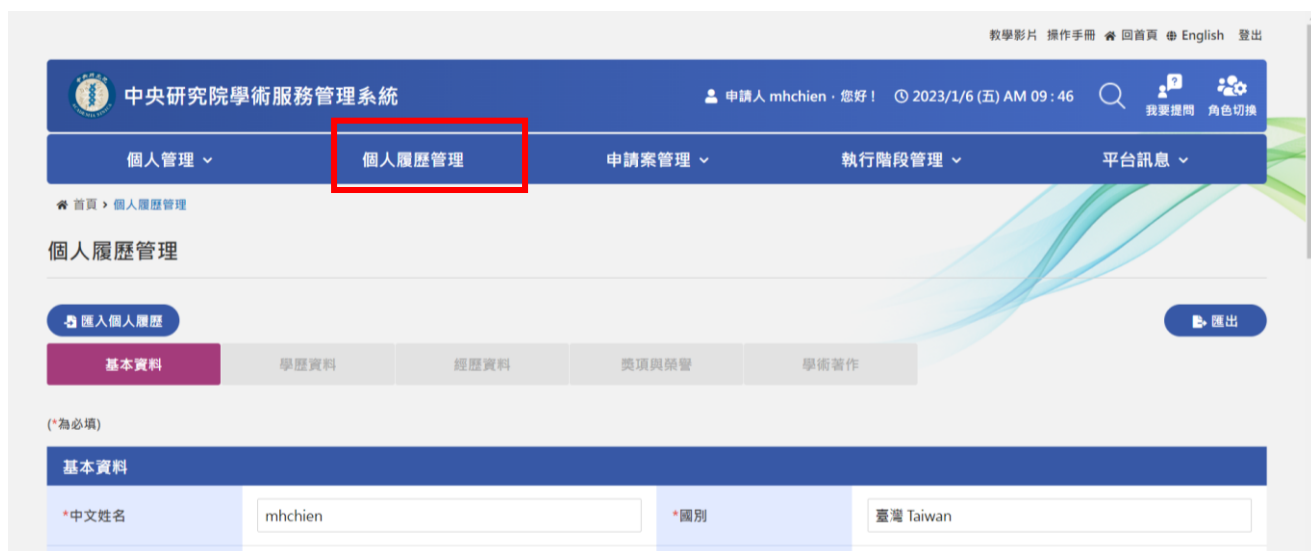 教學影片 操作手冊 回首頁 English 登出
中央研究院學術服務管理系統
申請人 mhchien，您好！ 2023/1/6 (五) AM 09 : 46
我要提問 角色切換
個人管理 個人履歷管理 申請案管理 執行階段管理 平台訊息
首頁 › 個人履歷管理
個人履歷管理
匯入個人履歷 匯出
基本資料 學歷資料 經歷資料 獎項與榮譽 學術著作
(*為必填)
基本資料
*中文姓名 mhchien *國別 臺灣 Taiwan